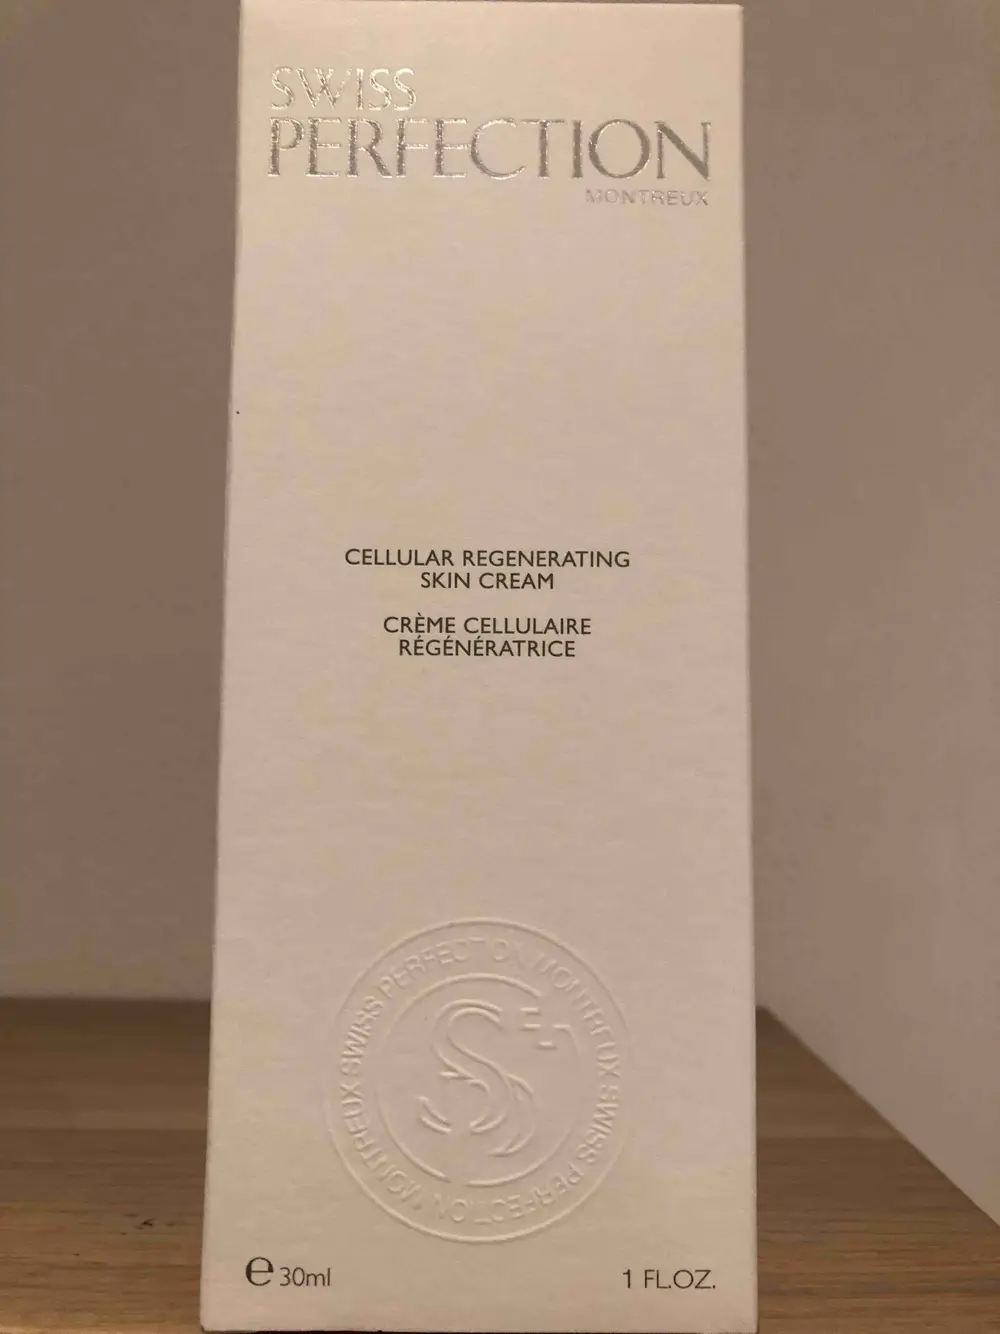 SWISS
PERFECTION
MONTREUX
CELLULAR REGENERATING
SKIN CREAM
CRÈME CELLULAIRE
RÉGÉNÉRATRICE
SWISS PERFECTION MONTREUX SWISS PERFECTION MONTREUX
S
e 30ml
1 FL.OZ.